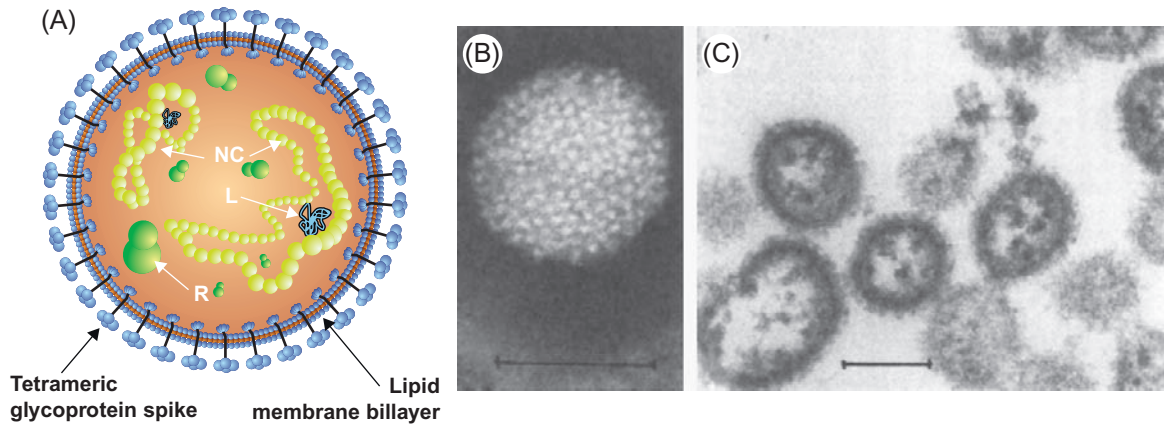 (A)
(B)
(C)
NC
L
R
Tetrameric
glycoprotein spike
Lipid
membrane billayer